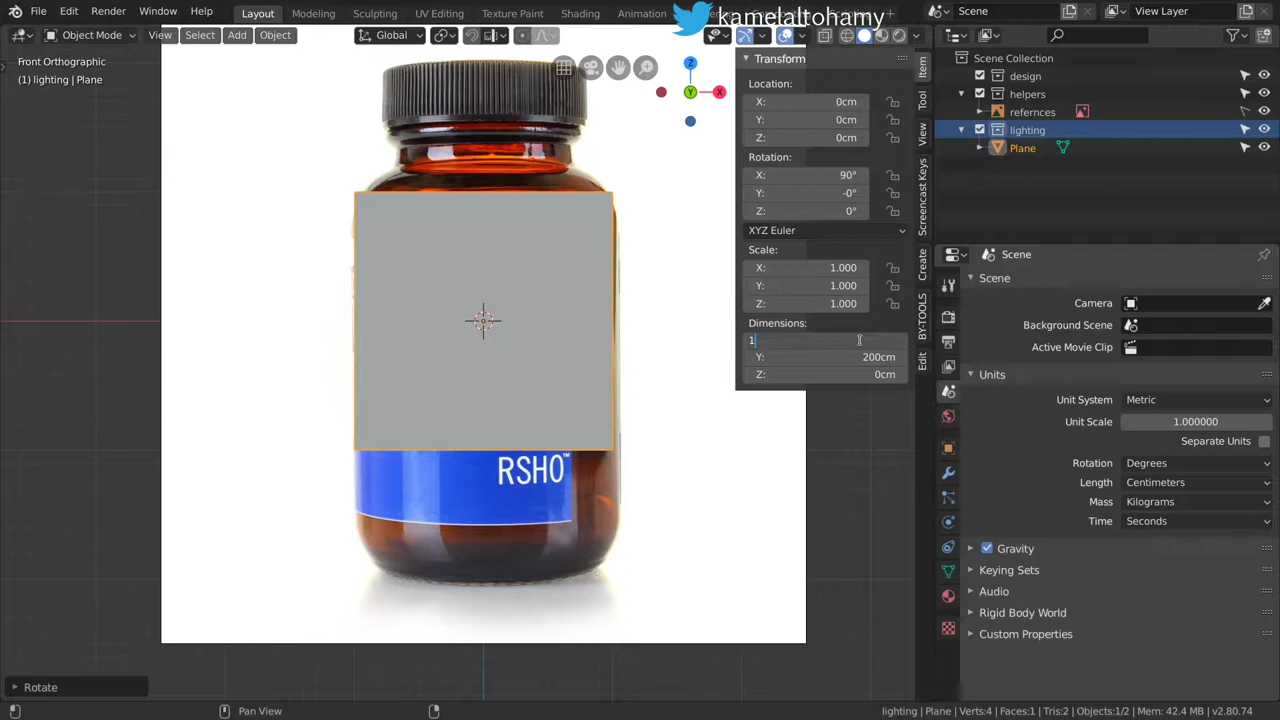 File Edit Render Window Help Layout Modeling Sculpting UV Editing Texture Paint Shading Animation kamelaltohamy Scene View Layer
Object Mode View Select Add Object Global
Front Orthographic
(1) lighting | Plane
Z
Y
X
RSHO™
Transform
Location:
X: 0cm
Y: 0cm
Z: 0cm
Rotation:
X: 90°
Y: -0°
Z: 0°
XYZ Euler
Scale:
X: 1.000
Y: 1.000
Z: 1.000
Dimensions:
1
Y: 200cm
Z: 0cm
Item
Tool
View
Screencast Keys
Create
BY-TOOLS
Edit
Scene Collection
design
helpers
refernces
lighting
Plane
Scene
Scene
Camera
Background Scene
Active Movie Clip
Units
Unit System Metric
Unit Scale 1.000000
Separate Units
Rotation Degrees
Length Centimeters
Mass Kilograms
Time Seconds
Gravity
Keying Sets
Audio
Rigid Body World
Custom Properties
Rotate
Pan View
lighting | Plane | Verts:4 | Faces:1 | Tris:2 | Objects:1/2 | Mem: 42.4 MB | v2.80.74